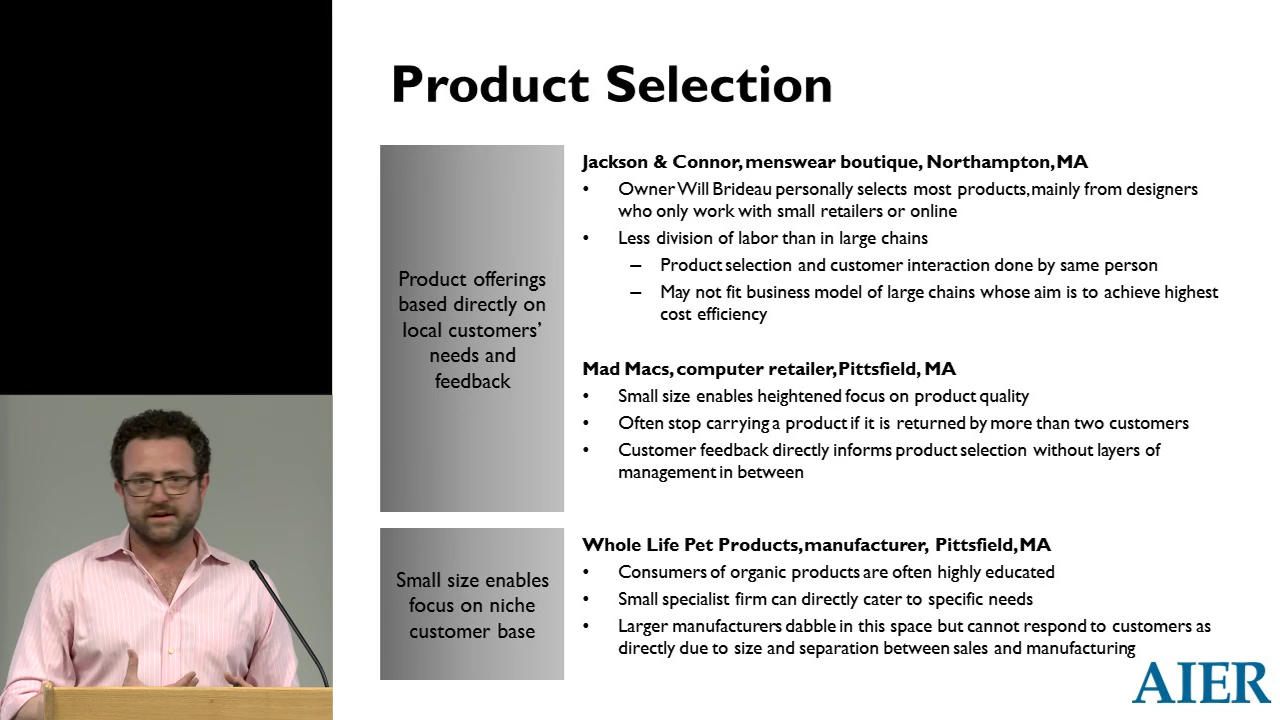 Product Selection
Product offerings
based directly on
local customers’
needs and
feedback
Jackson & Connor, menswear boutique, Northampton, MA
• Owner Will Brideau personally selects most products, mainly from designers
who only work with small retailers or online
• Less division of labor than in large chains
– Product selection and customer interaction done by same person
– May not fit business model of large chains whose aim is to achieve highest
cost efficiency
Mad Macs, computer retailer, Pittsfield, MA
• Small size enables heightened focus on product quality
• Often stop carrying a product if it is returned by more than two customers
• Customer feedback directly informs product selection without layers of
management in between
Small size enables
focus on niche
customer base
Whole Life Pet Products, manufacturer, Pittsfield, MA
• Consumers of organic products are often highly educated
• Small specialist firm can directly cater to specific needs
• Larger manufacturers dabble in this space but cannot respond to customers as
directly due to size and separation between sales and manufacturing
AIER